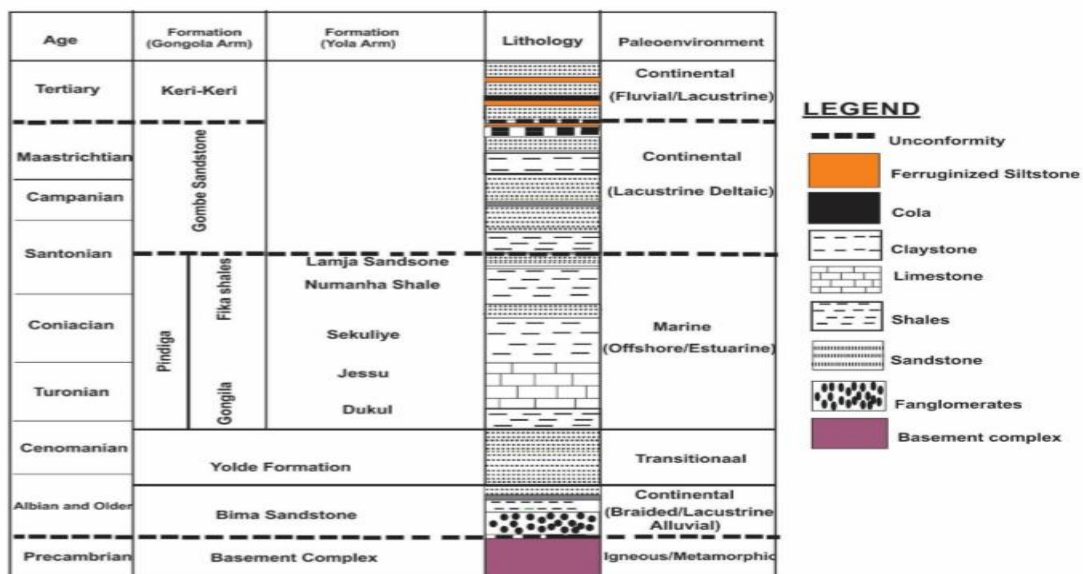 Age
Formation
(Gongola Arm)
Formation
(Yola Arm)
Lithology
Paleoenvironment
Tertiary
Keri-Keri
Continental
(Fluvial/Lacustrine)
Maastrichtian
Campanian
Gombe Sandstone
Continental
(Lacustrine Deltaic)
Santonian
Coniacian
Turonian
Pindiga
Fika shales
Gongila
Lamja Sandsone
Numanha Shale
Sekuliye
Jessu
Dukul
Marine
(Offshore/Estuarine)
Cenomanian
Yolde Formation
Transitionaal
Albian and Older
Bima Sandstone
Continental
(Braided/Lacustrine
Alluvial)
Precambrian
Basement Complex
Igneous/Metamorphic
LEGEND
Unconformity
Ferruginized Siltstone
Cola
Claystone
Limestone
Shales
Sandstone
Fanglomerates
Basement complex